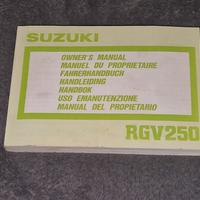 SUZUKI
OWNER'S MANUAL
MANUEL DU PROPRIETAIRE
FAHRERHANDBUCH
HANDLEIDING
HANDBOK
USO EMANUTENZIONE
MANUAL DEL PROPIETARIO
RGV250